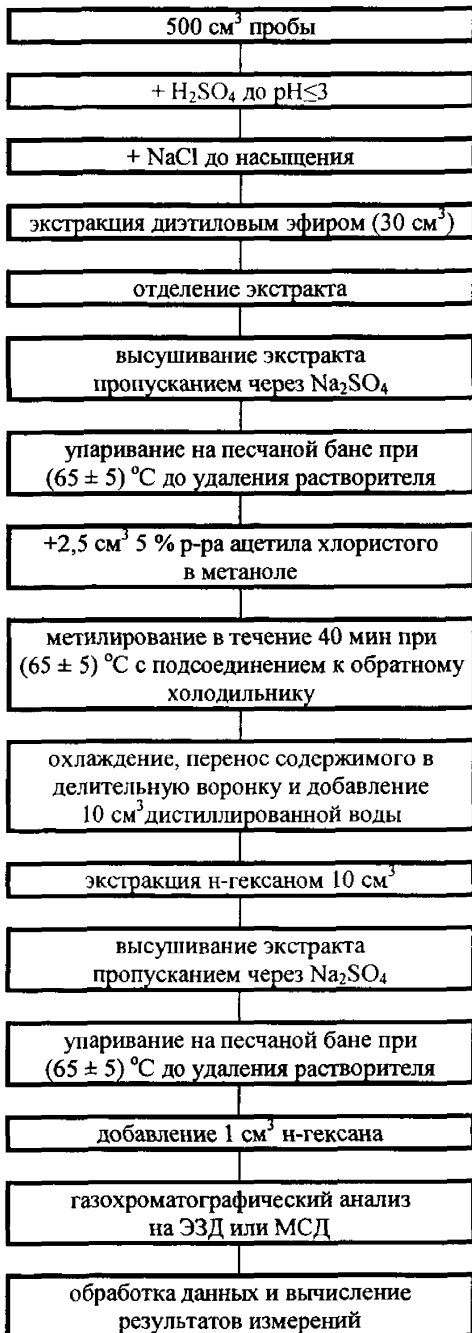 500 см³ пробы
+ H₂SO₄ до pH≤3
+ NaCl до насыщения
экстракция диэтиловым эфиром (30 см³)
отделение экстракта
высушивание экстракта
пропусканием через Na₂SO₄
упаривание на песчаной бане при
(65 ± 5) °C до удаления растворителя
+2,5 см³ 5 % р-ра ацетила хлористого
в метаноле
метилирование в течение 40 мин при
(65 ± 5) °C с подсоединением к обратному
холодильнику
охлаждение, перенос содержимого в
делительную воронку и добавление
10 см³ дистиллированной воды
экстракция н-гексаном 10 см³
высушивание экстракта
пропусканием через Na₂SO₄
упаривание на песчаной бане при
(65 ± 5) °C до удаления растворителя
добавление 1 см³ н-гексана
газохроматографический анализ
на ЭЗД или МСД
обработка данных и вычисление
результатов измерений